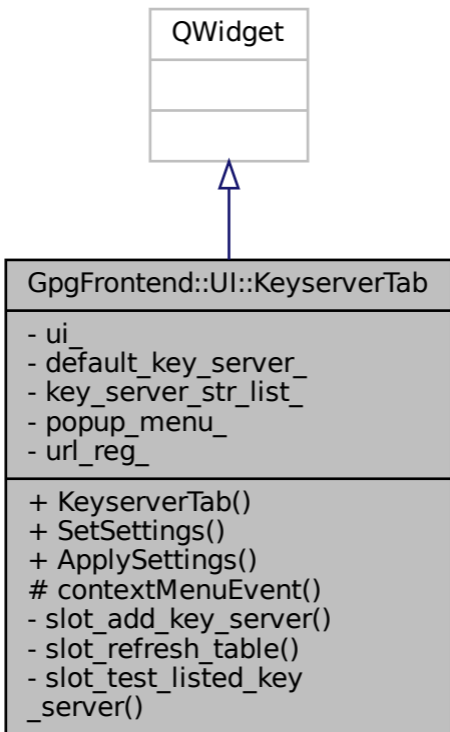 QWidget
GpgFrontend::UI::KeyserverTab
- ui_
- default_key_server_
- key_server_str_list_
- popup_menu_
- url_reg_
+ KeyserverTab()
+ SetSettings()
+ ApplySettings()
# contextMenuEvent()
- slot_add_key_server()
- slot_refresh_table()
- slot_test_listed_key
_server()